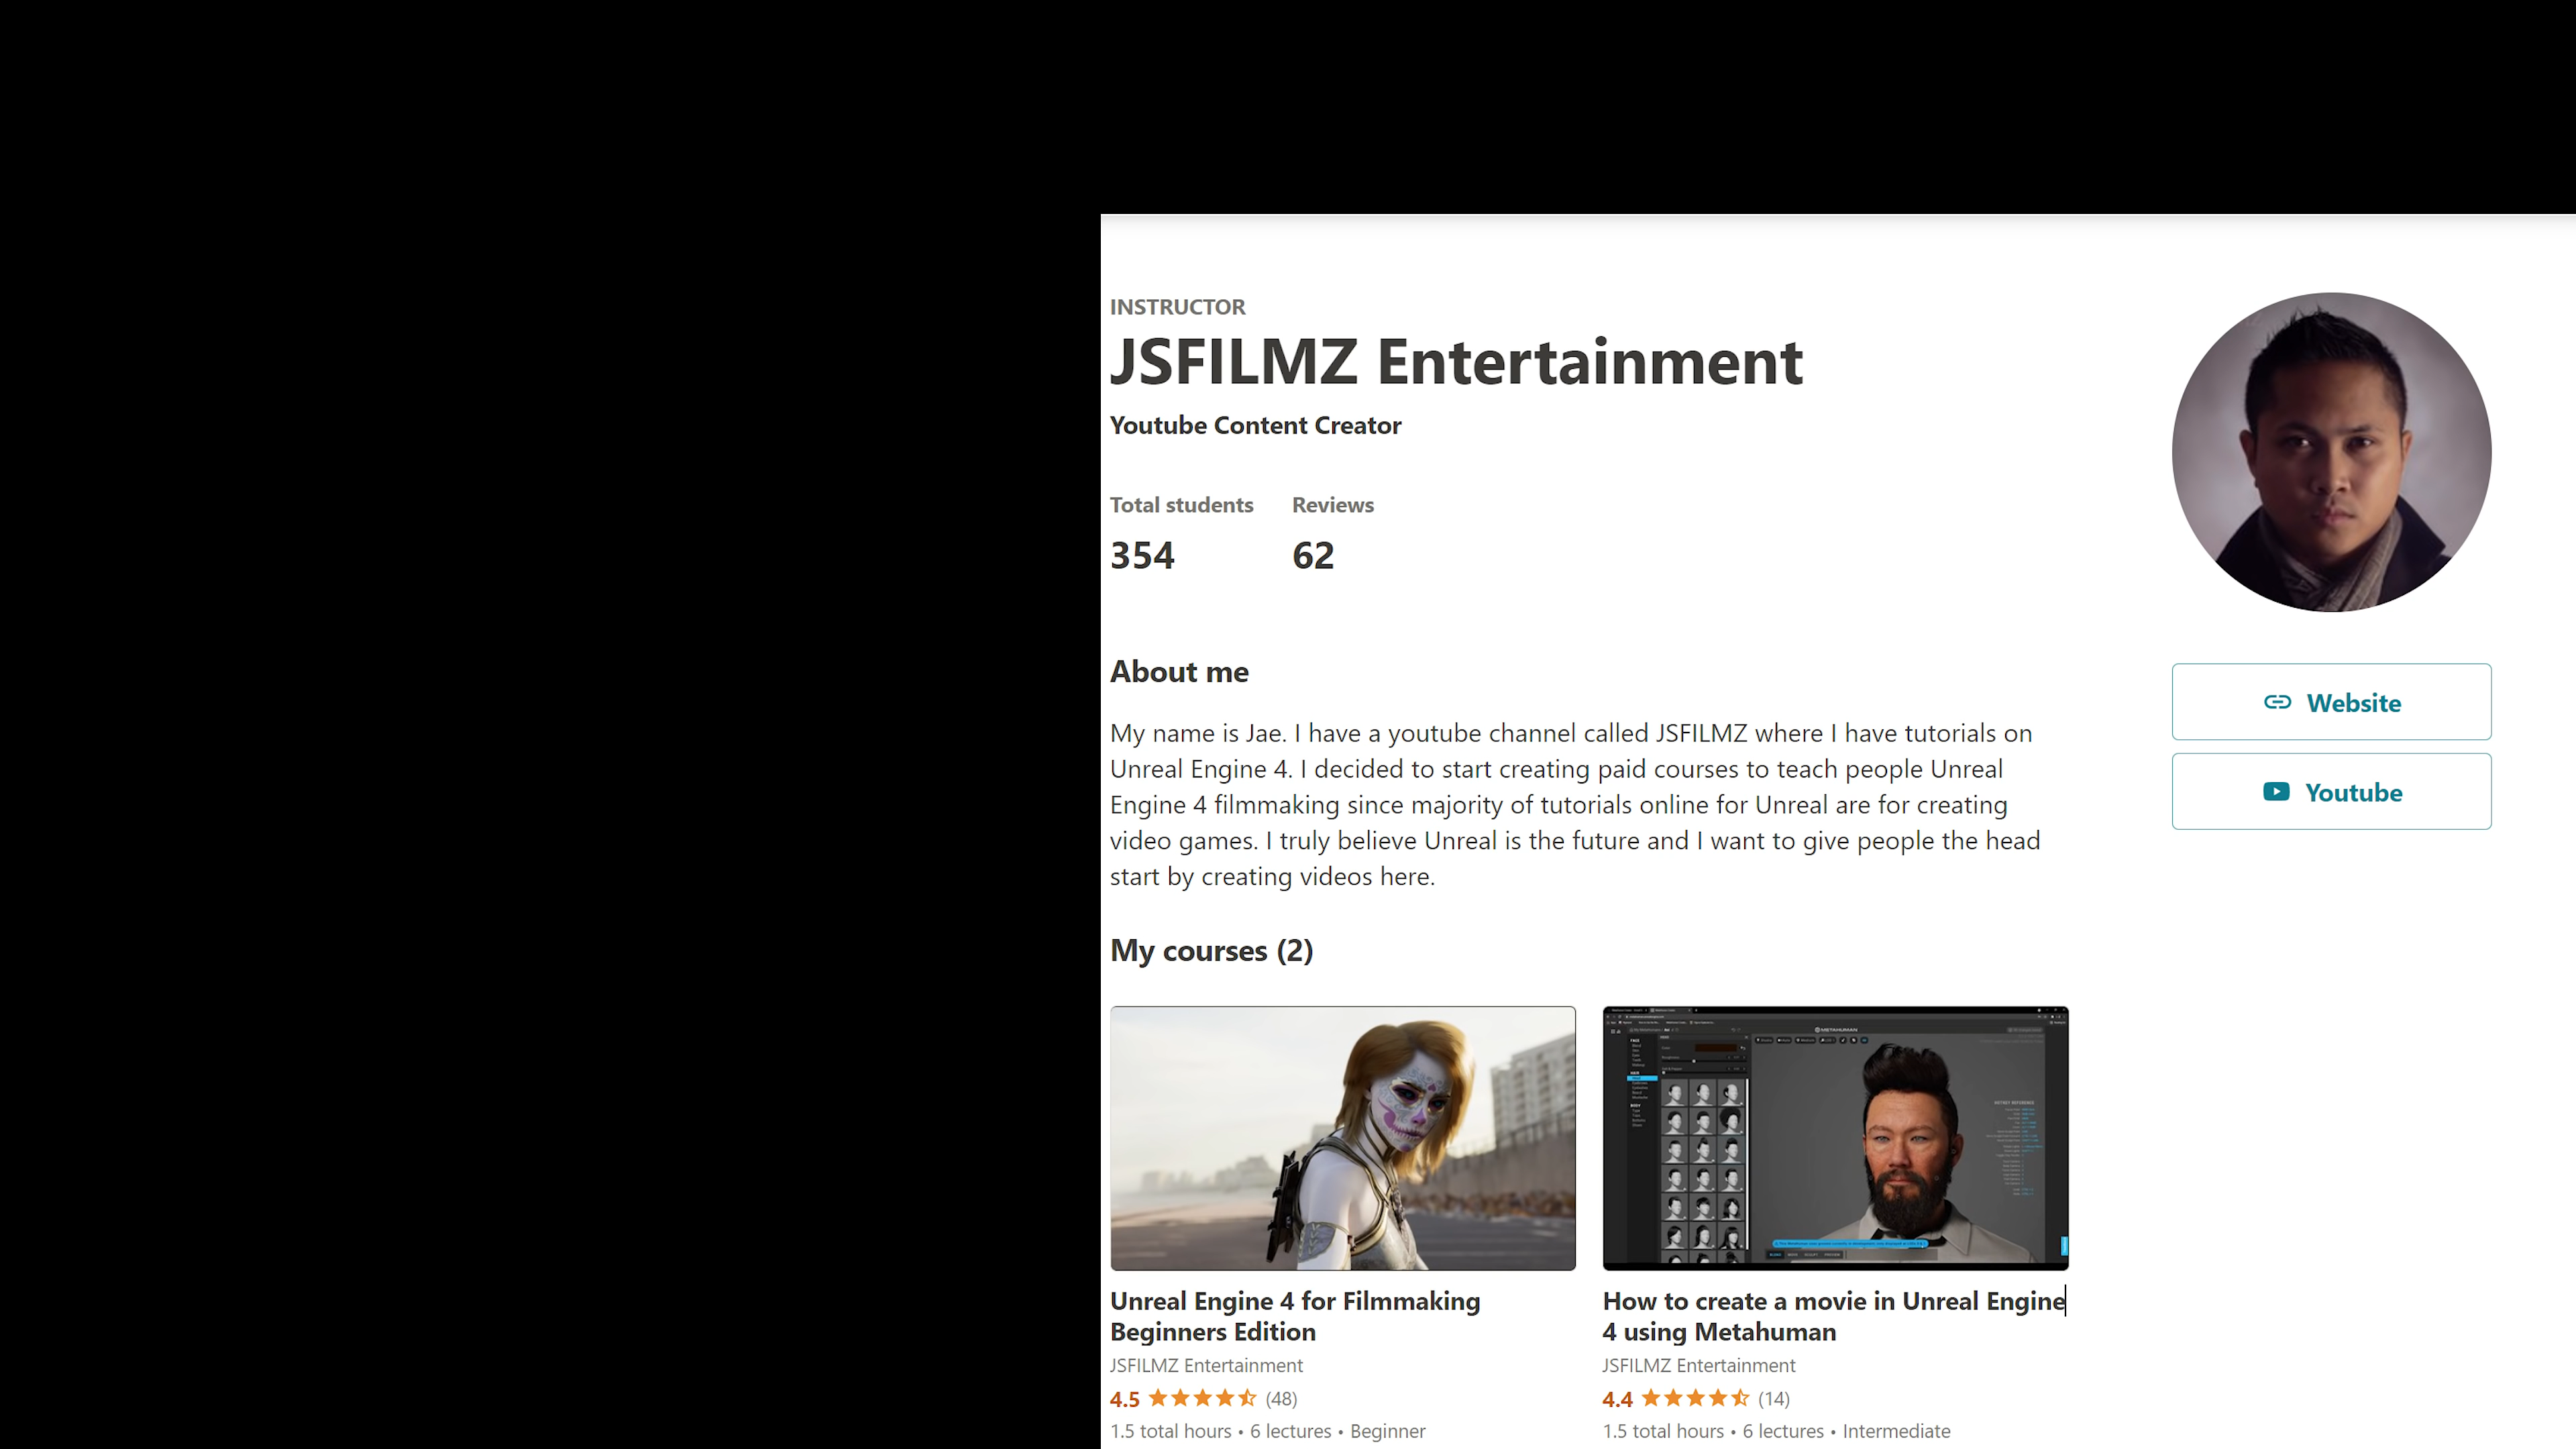 INSTRUCTOR
JSFILMZ Entertainment
Youtube Content Creator
Total students Reviews
354 62
About me
My name is Jae. I have a youtube channel called JSFILMZ where I have tutorials on
Unreal Engine 4. I decided to start creating paid courses to teach people Unreal
Engine 4 filmmaking since majority of tutorials online for Unreal are for creating
video games. I truly believe Unreal is the future and I want to give people the head
start by creating videos here.
Website
Youtube
My courses (2)
METAHUMAN
Unreal Engine 4 for Filmmaking
Beginners Edition
JSFILMZ Entertainment
4.5 (48)
1.5 total hours • 6 lectures • Beginner
How to create a movie in Unreal Engine
4 using Metahuman
JSFILMZ Entertainment
4.4 (14)
1.5 total hours • 6 lectures • Intermediate